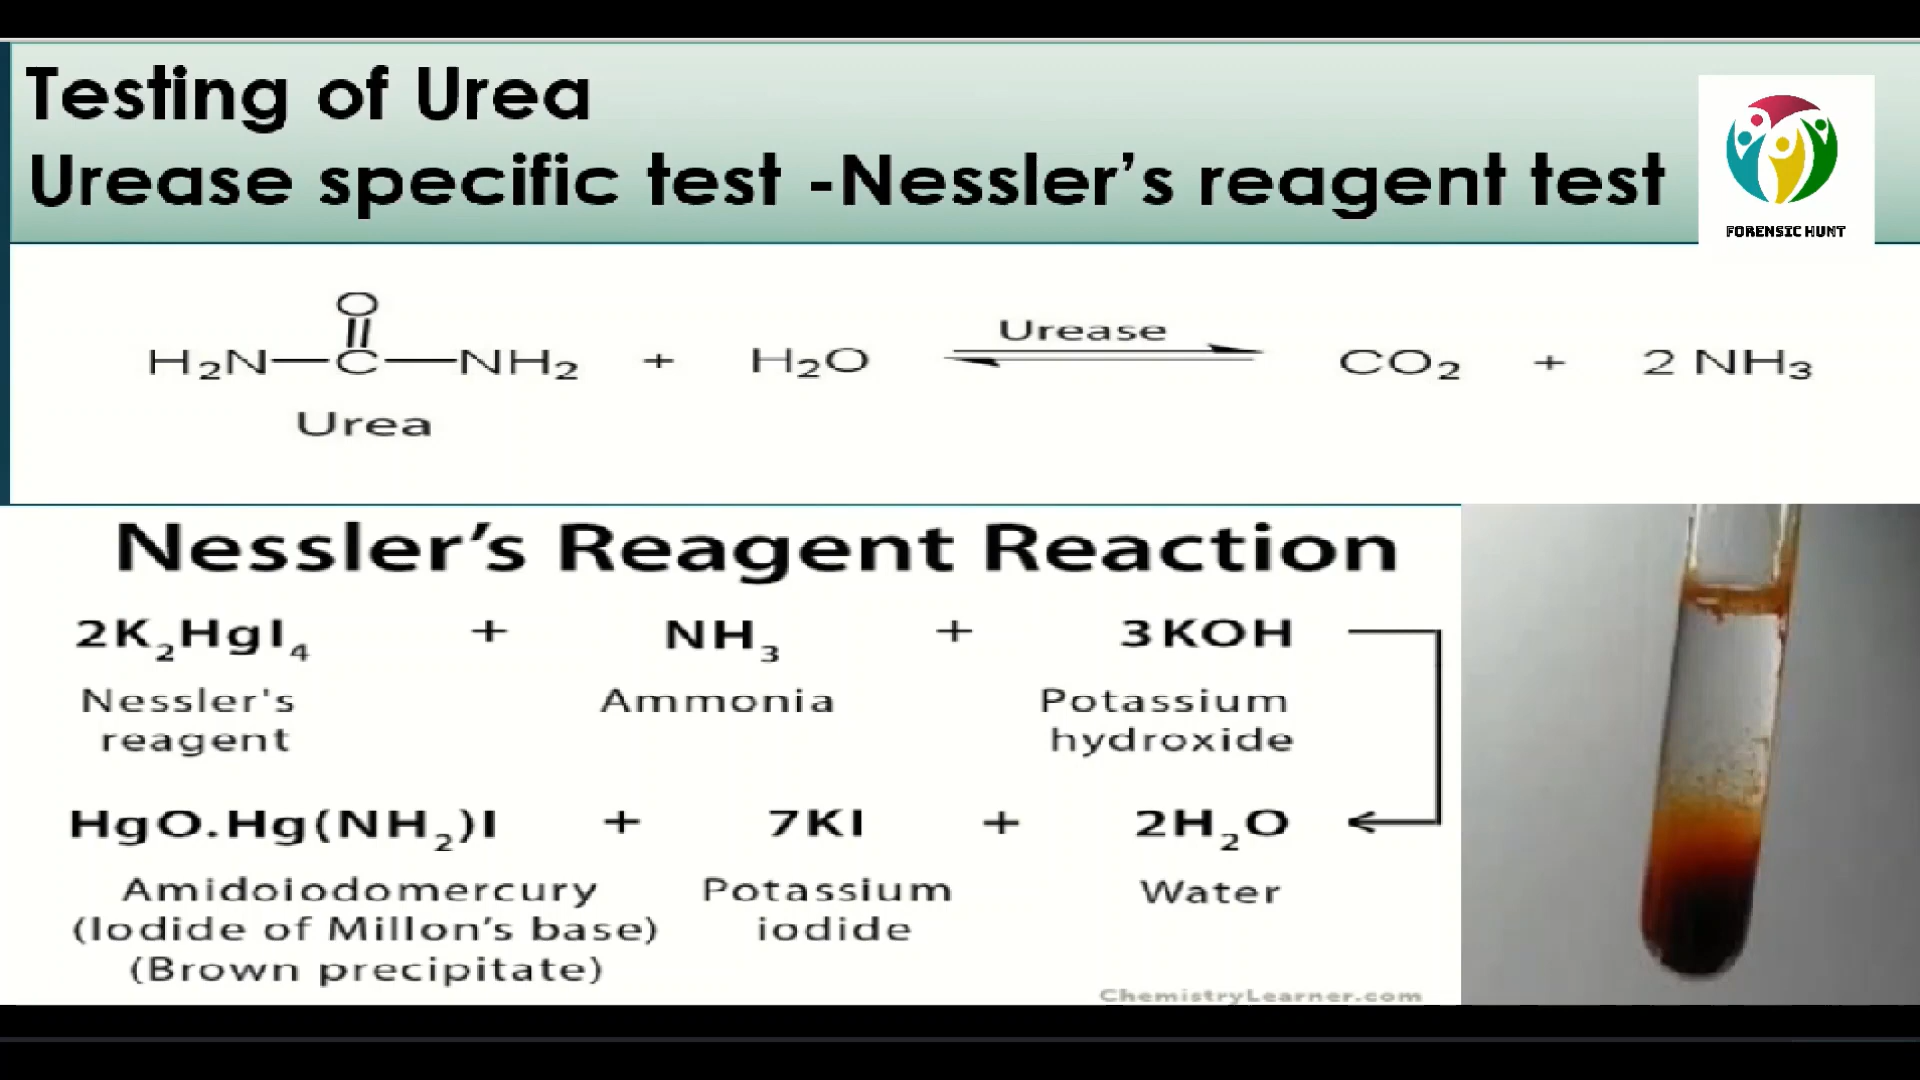 Testing of Urea
Urease specific test -Nessler’s reagent test
FORENSIC HUNT
O
H₂N—C—NH₂ + H₂O Urease CO₂ + 2 NH₃
Urea
Nessler’s Reagent Reaction
2K₂HgI₄ + NH₃ + 3KOH
Nessler's Ammonia Potassium
reagent hydroxide
HgO.Hg(NH₂)I + 7KI + 2H₂O
Amidoiodomercury Potassium Water
(Iodide of Millon’s base) iodide
(Brown precipitate)
ChemistryLearner.com